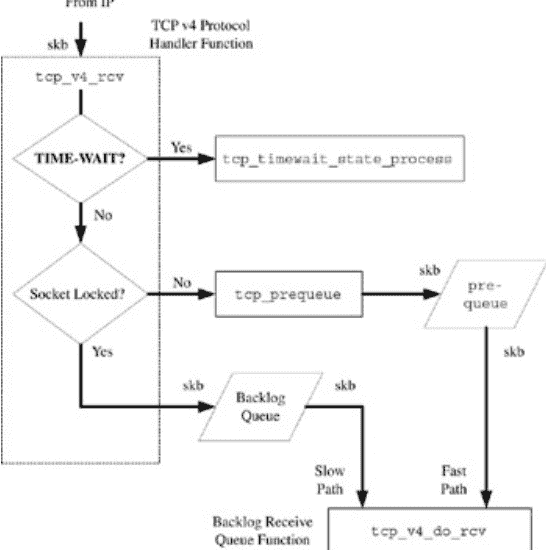 From IP
TCP v4 Protocol
Handler Function
skb
tcp_v4_rcv
TIME-WAIT?
Yes
tcp_timewait_state_process
No
Socket Locked?
No
tcp_prequeue
skb
pre-
queue
Yes
skb
skb
Backlog
Queue
skb
Slow
Path
Fast
Path
Backlog Receive
Queue Function
tcp_v4_do_rcv